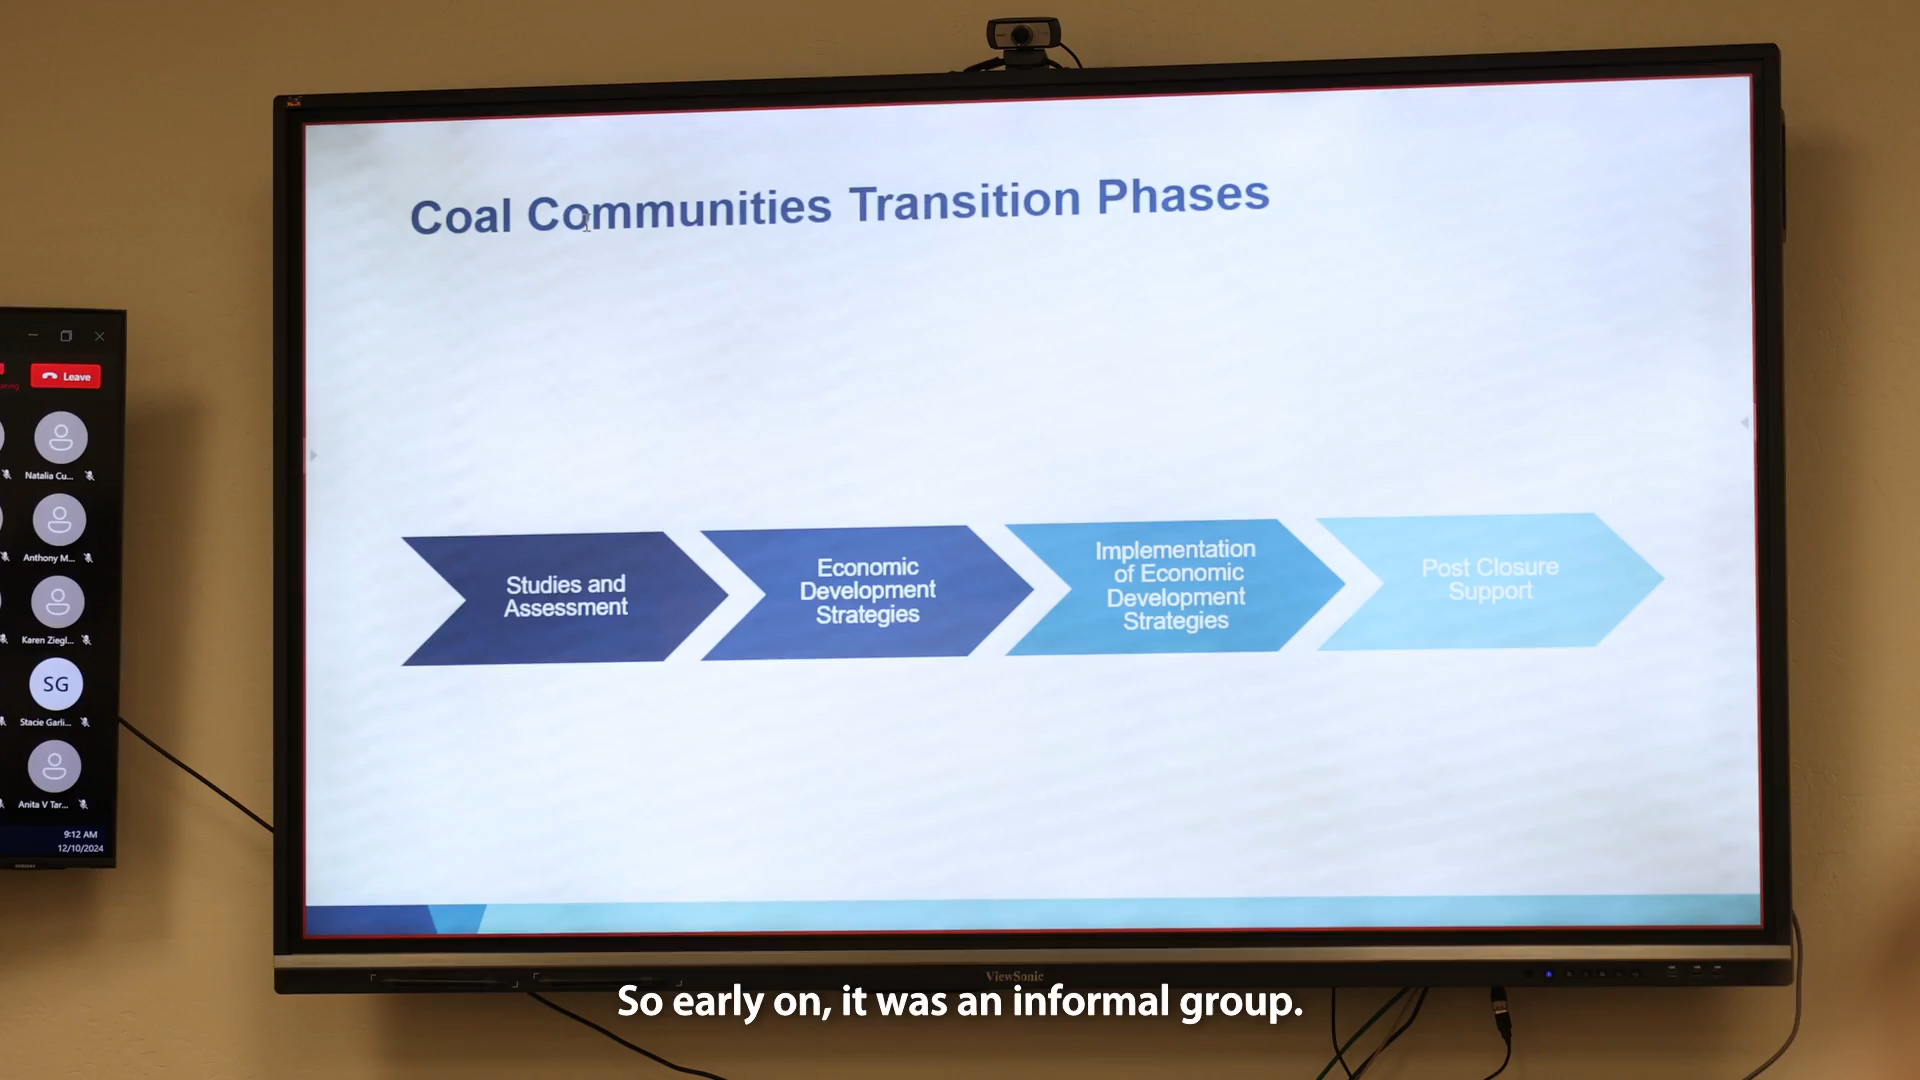 Coal Communities Transition Phases
Studies and
Assessment
Economic
Development
Strategies
Implementation
of Economic
Development
Strategies
Post Closure
Support
Leave
Natalia Cu...
Anthony M...
Karen Ziegl...
SG
Stacie Garli...
Anita V Tar...
9:12 AM
12/10/2024
SAMSUNG
ViewSonic
So early on, it was an informal group.